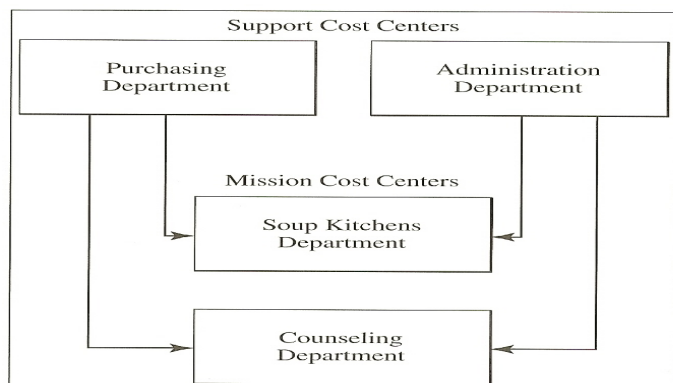 Support Cost Centers
Purchasing
Department
Administration
Department
Mission Cost Centers
Soup Kitchens
Department
Counseling
Department